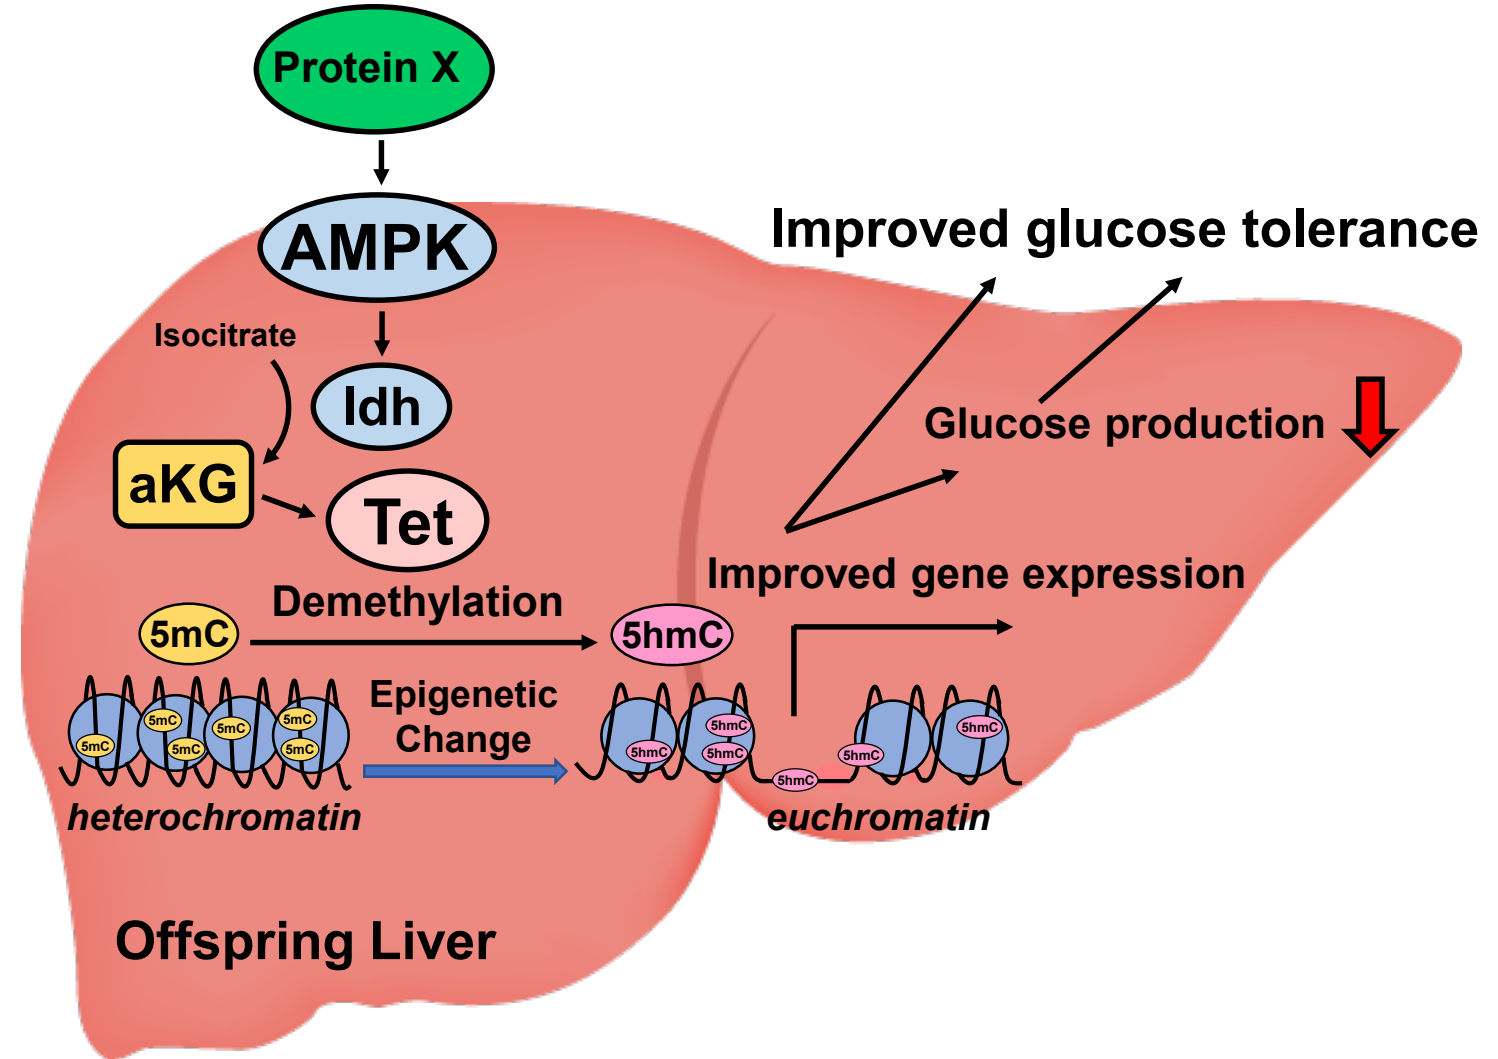 Protein X
AMPK
Improved glucose tolerance
Isocitrate
Idh
Glucose production
aKG
Tet
Improved gene expression
Demethylation
5mC
5hmC
Epigenetic
Change
5mC
5mC
5mC
5mC
5mC
5mC
5hmC
5hmC
5hmC
5hmC
5hmC
5hmC
heterochromatin
euchromatin
Offspring Liver